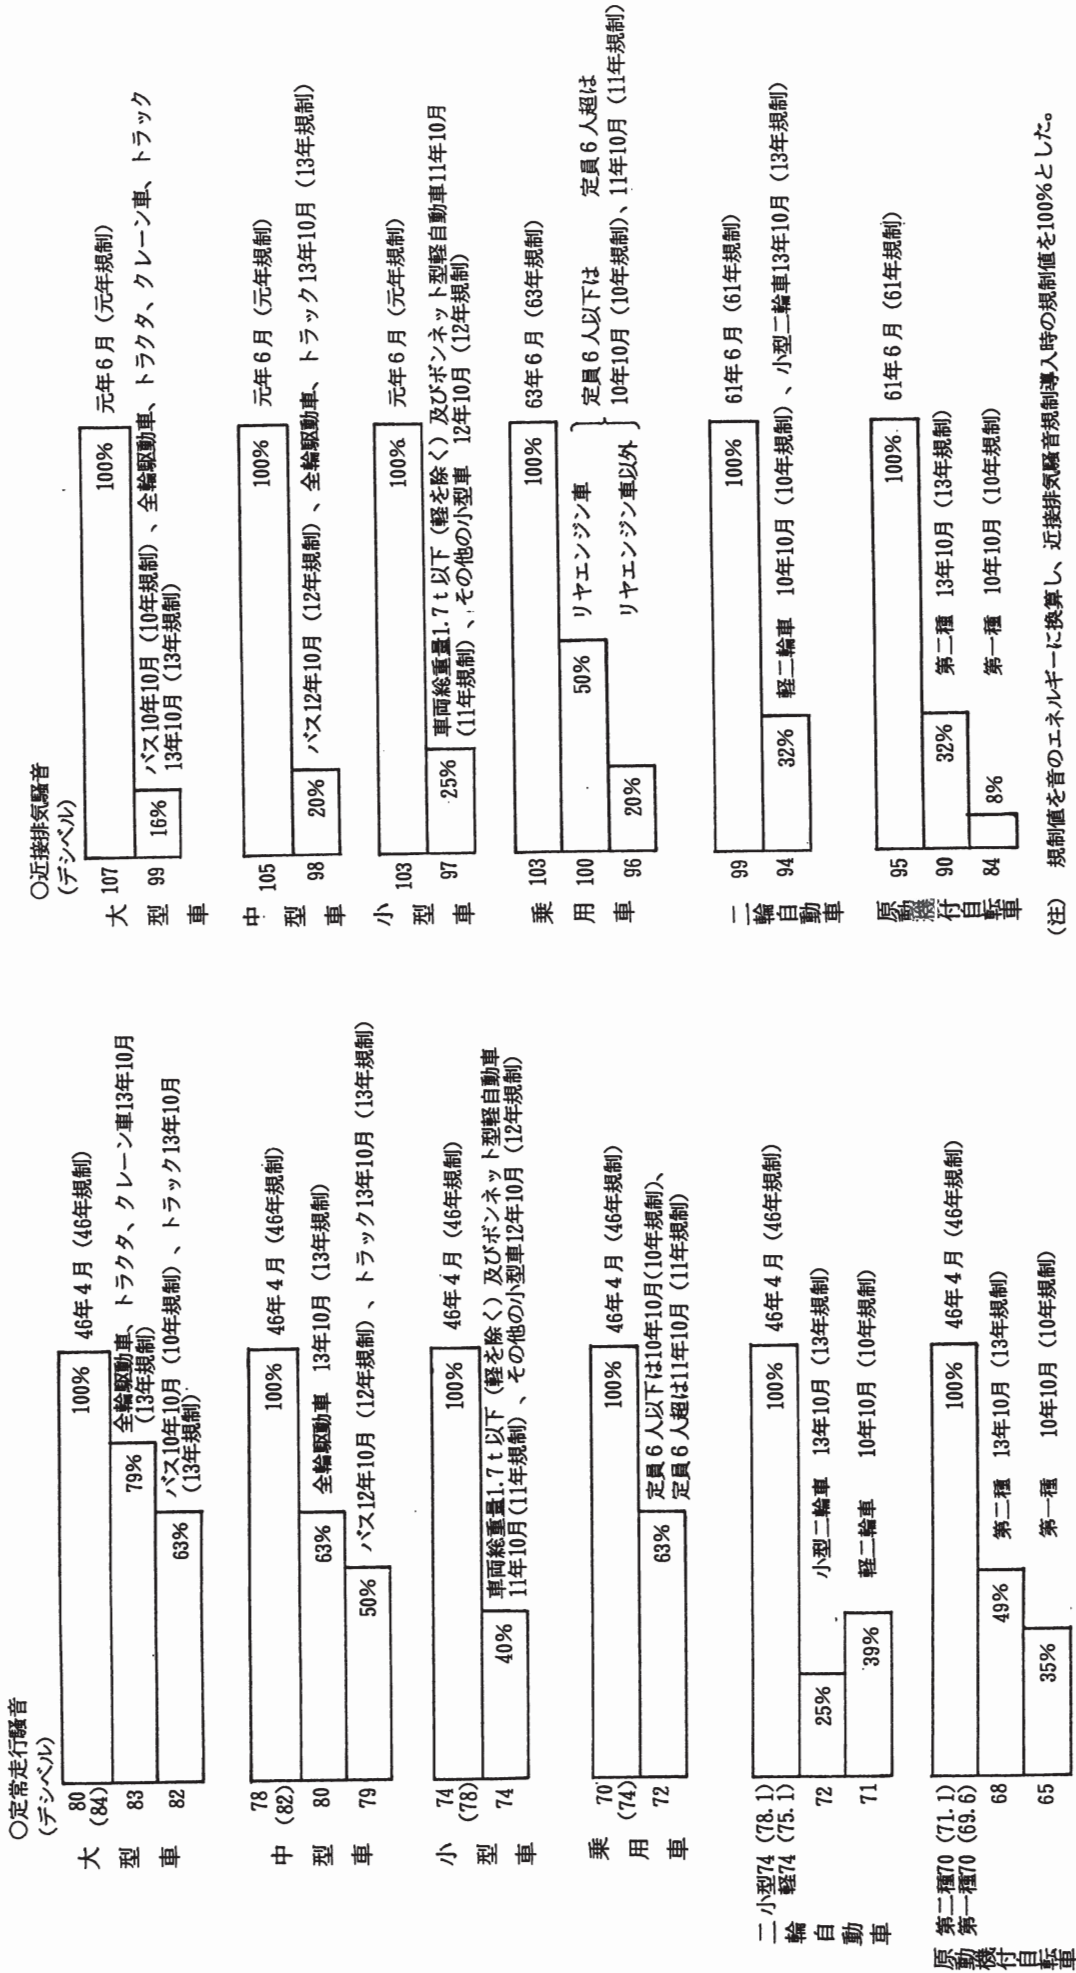 ○定常走行騒音
(デシベル)
大型車
80
(84)
100%
46年4月(46年規制)
83
79%
全輪駆動車、トラクタ、クレーン車13年10月
(13年規制)
82
63%
バス10年10月(10年規制)、トラック13年10月
(13年規制)
中型車
78
(82)
100%
46年4月(46年規制)
80
63%
全輪駆動車 13年10月(13年規制)
79
50%
バス12年10月(12年規制)、トラック13年10月(13年規制)
小型車
74
(78)
100%
46年4月(46年規制)
74
40%
車両総重量1.7t以下(軽を除く)及びボンネット型軽自動車
11年10月(11年規制)、その他の小型車12年10月(12年規制)
乗用車
70
(74)
100%
46年4月(46年規制)
72
63%
定員6人以下は10年10月(10年規制)、
定員6人超は11年10月(11年規制)
二輪自動車
小型74(78.1)
軽74(75.1)
100%
46年4月(46年規制)
72
25%
小型二輪車 13年10月(13年規制)
71
39%
軽二輪車 10年10月(10年規制)
原動機付自転車
第二種70(71.1)
第一種70(69.6)
100%
46年4月(46年規制)
68
49%
第二種 13年10月(13年規制)
65
35%
第一種 10年10月(10年規制)
○近接排気騒音
(デシベル)
大型車
107
100%
元年6月(元年規制)
99
16%
バス10年10月(10年規制)、全輪駆動車、トラクタ、クレーン車、トラック
13年10月(13年規制)
中型車
105
100%
元年6月(元年規制)
98
20%
バス12年10月(12年規制)、全輪駆動車、トラック13年10月(13年規制)
小型車
103
100%
元年6月(元年規制)
97
25%
車両総重量1.7t以下(軽を除く)及びボンネット型軽自動車11年10月
(11年規制)、その他の小型車 12年10月(12年規制)
乗用車
103
100%
63年6月(63年規制)
100
50%
リヤエンジン車
96
20%
リヤエンジン車以外
定員6人以下は 定員6人超は
10年10月(10年規制)、11年10月(11年規制)
二輪自動車
99
100%
61年6月(61年規制)
94
32%
軽二輪車 10年10月(10年規制)、小型二輪車13年10月(13年規制)
原動機付自転車
95
100%
61年6月(61年規制)
90
32%
第二種 13年10月(13年規制)
84
8%
第一種 10年10月(10年規制)
(注) 規制値を音のエネルギーに換算し、近接排気騒音規制導入時の規制値を100%とした。